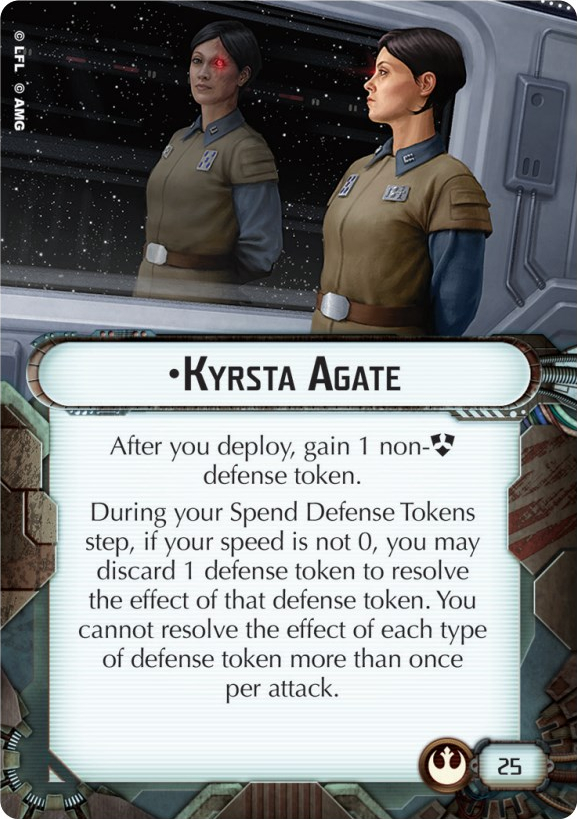 © LFL © AMG
•Kyrsta Agate
After you deploy, gain 1 non-
defense token.
During your Spend Defense Tokens
step, if your speed is not 0, you may
discard 1 defense token to resolve
the effect of that defense token. You
cannot resolve the effect of each type
of defense token more than once
per attack.
25